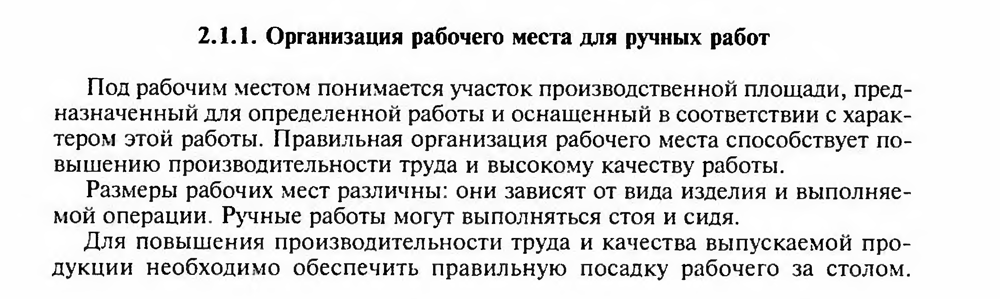 2.1.1. Организация рабочего места для ручных работ
Под рабочим местом понимается участок производственной площади, пред-
назначенный для определенной работы и оснащенный в соответствии с харак-
тером этой работы. Правильная организация рабочего места способствует по-
вышению производительности труда и высокому качеству работы.
Размеры рабочих мест различны: они зависят от вида изделия и выполняе-
мой операции. Ручные работы могут выполняться стоя и сидя.
Для повышения производительности труда и качества выпускаемой про-
дукции необходимо обеспечить правильную посадку рабочего за столом.